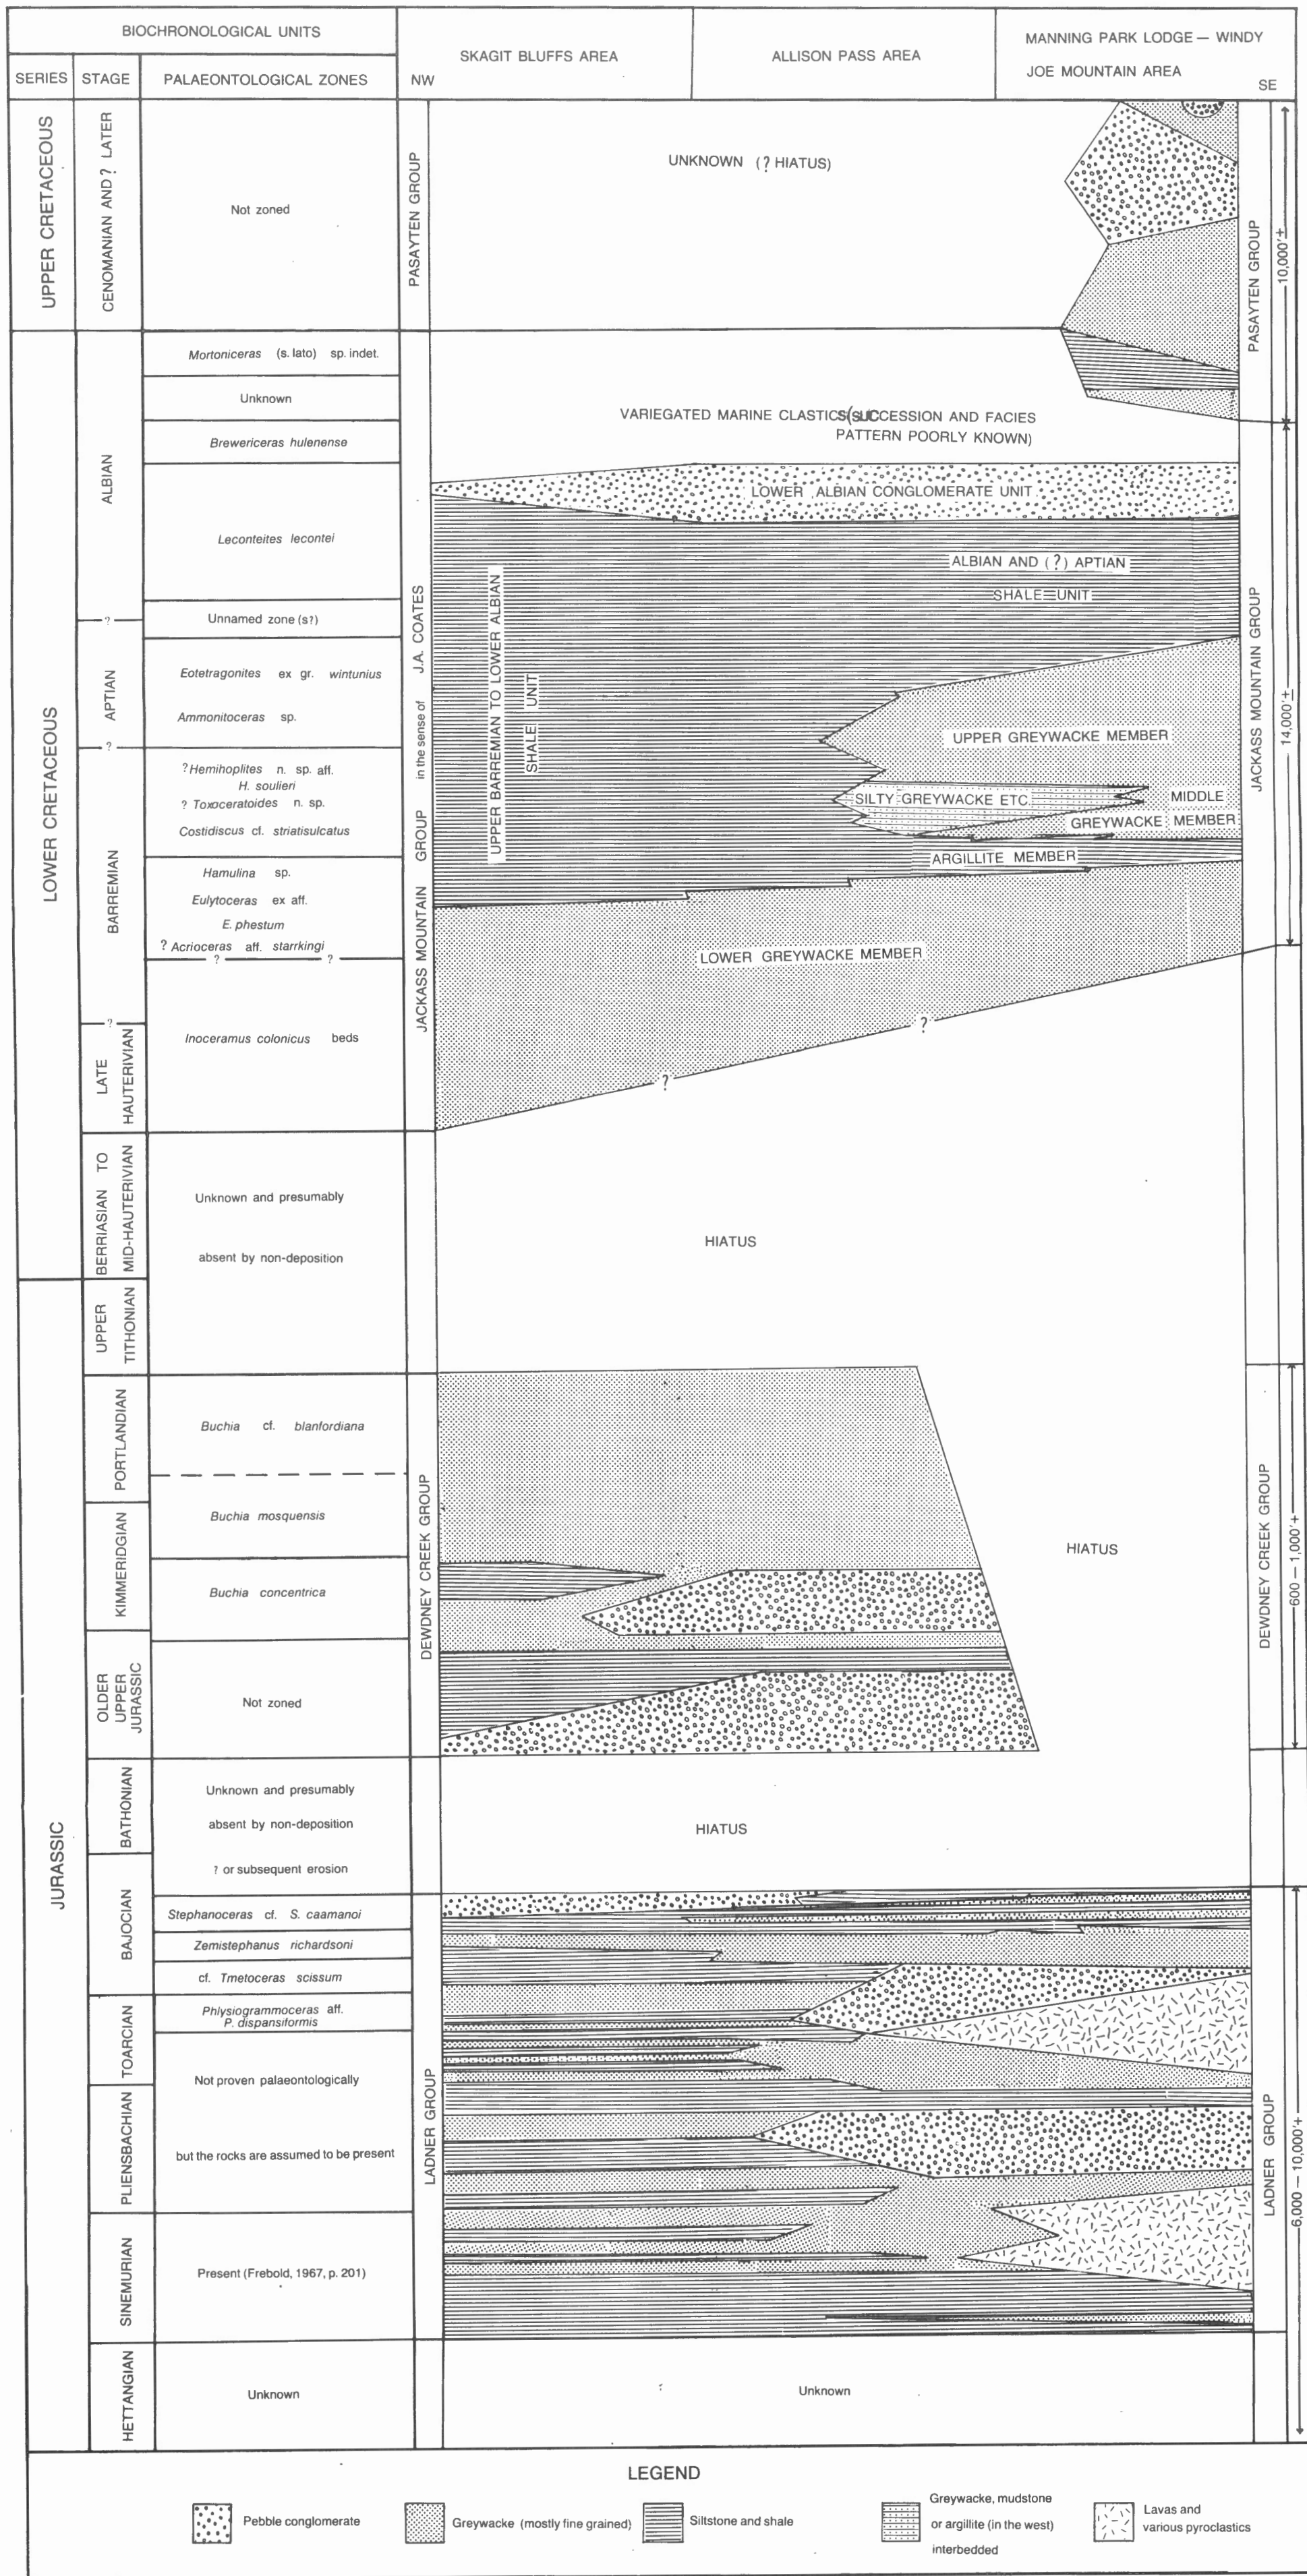 BIOCHRONOLOGICAL UNITS
SERIES
STAGE
PALAEONTOLOGICAL ZONES
NW
SKAGIT BLUFFS AREA
ALLISON PASS AREA
MANNING PARK LODGE — WINDY
JOE MOUNTAIN AREA
SE
UPPER CRETACEOUS
CENOMANIAN AND ? LATER
Not zoned
PASAYTEN GROUP
UNKNOWN (? HIATUS)
PASAYTEN GROUP
10,000'±
LOWER CRETACEOUS
ALBIAN
Mortoniceras (s. lato) sp. indet.
Unknown
Brewericeras hulenense
Leconteites lecontei
?
Unnamed zone (s?)
APTIAN
Eotetragonites ex gr. wintunius
Ammonitoceras sp.
?
BARREMIAN
? Hemihoplites n. sp. aff.
H. soulieri
? Toxoceratoides n. sp.
Costidiscus cf. striatisulcatus
Hamulina sp.
Eulytoceras ex aff.
E. phestum
? Acrioceras aff. starrkingi
? ?
?
LATE
HAUTERIVIAN
Inoceramus colonicus beds
JACKASS MOUNTAIN GROUP in the sense of J.A. COATES
VARIEGATED MARINE CLASTICS(SUCCESSION AND FACIES
PATTERN POORLY KNOWN)
LOWER ALBIAN CONGLOMERATE UNIT
UPPER BARREMIAN TO LOWER ALBIAN
SHALE UNIT
ALBIAN AND (?) APTIAN
SHALE UNIT
UPPER GREYWACKE MEMBER
SILTY GREYWACKE ETC.
MIDDLE
GREYWACKE MEMBER
ARGILLITE MEMBER
LOWER GREYWACKE MEMBER
?
?
JACKASS MOUNTAIN GROUP
14,000'±
BERRIASIAN TO
MID-HAUTERIVIAN
Unknown and presumably
absent by non-deposition
HIATUS
JURASSIC
UPPER
TITHONIAN
PORTLANDIAN
Buchia cf. blanfordiana
KIMMERIDGIAN
Buchia mosquensis
Buchia concentrica
OLDER
UPPER
JURASSIC
Not zoned
DEWDNEY CREEK GROUP
HIATUS
DEWDNEY CREEK GROUP
600 — 1,000'+
BATHONIAN
Unknown and presumably
absent by non-deposition
? or subsequent erosion
HIATUS
BAJOCIAN
Stephanoceras cf. S. caamanoi
Zemistephanus richardsoni
cf. Tmetoceras scissum
TOARCIAN
Phlysiogrammoceras aff.
P. dispansiformis
Not proven palaeontologically
PLIENSBACHIAN
but the rocks are assumed to be present
SINEMURIAN
Present (Frebold, 1967, p. 201)
LADNER GROUP
LADNER GROUP
6,000 — 10,000'+
HETTANGIAN
Unknown
Unknown
LEGEND
Pebble conglomerate
Greywacke (mostly fine grained)
Siltstone and shale
Greywacke, mudstone
or argillite (in the west)
interbedded
Lavas and
various pyroclastics